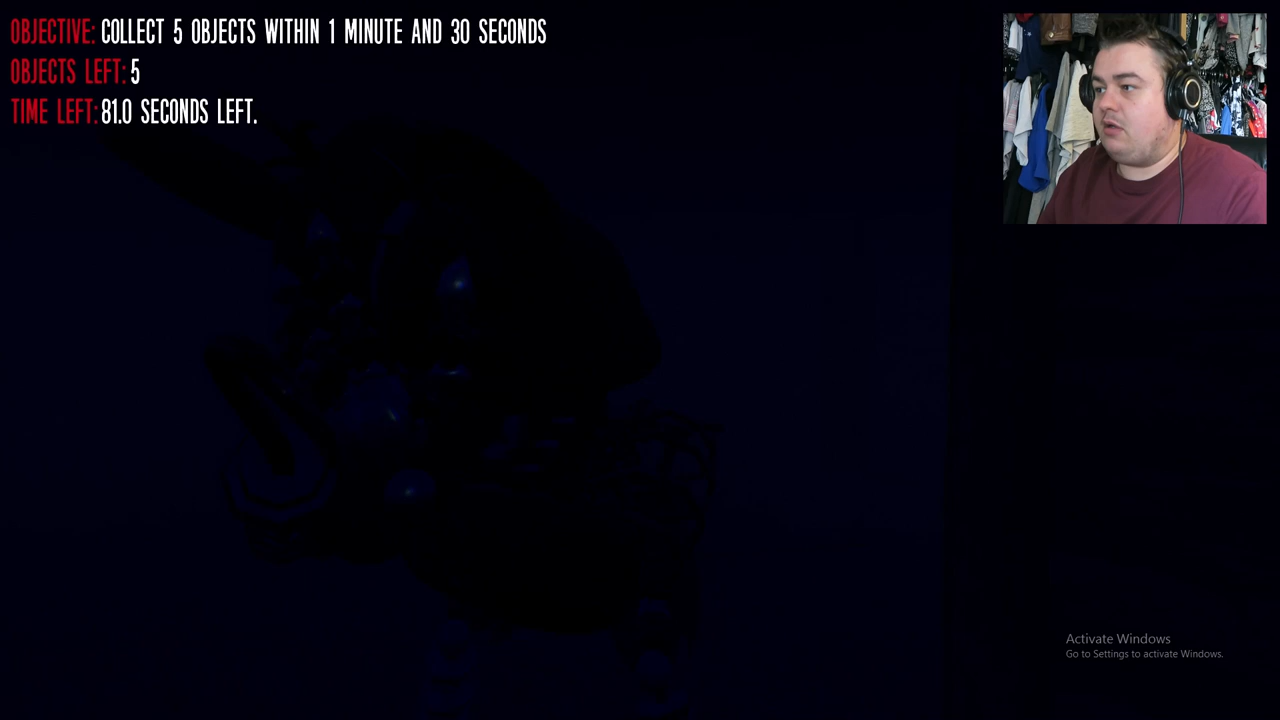 OBJECTIVE: COLLECT 5 OBJECTS WITHIN 1 MINUTE AND 30 SECONDS
OBJECTS LEFT: 5
TIME LEFT: 81.0 SECONDS LEFT.
Activate Windows
Go to Settings to activate Windows.